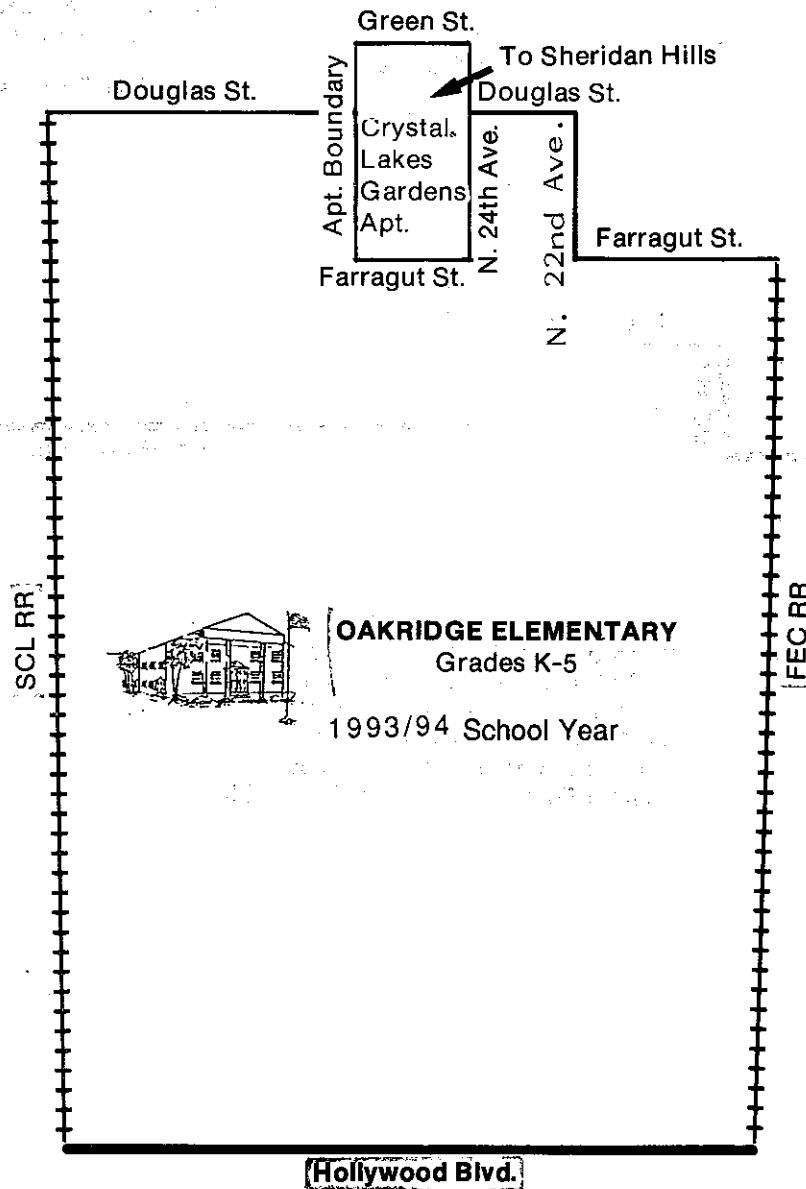 Green St.
To Sheridan Hills
Douglas St.
Apt. Boundary
Douglas St.
Crystal
Lakes
Gardens
Apt.
N. 24th Ave.
N. 22nd Ave.
Farragut St.
Farragut St.
SCL RR
FEC RR
OAKRIDGE ELEMENTARY
Grades K-5
1993/94 School Year
Hollywood Blvd.